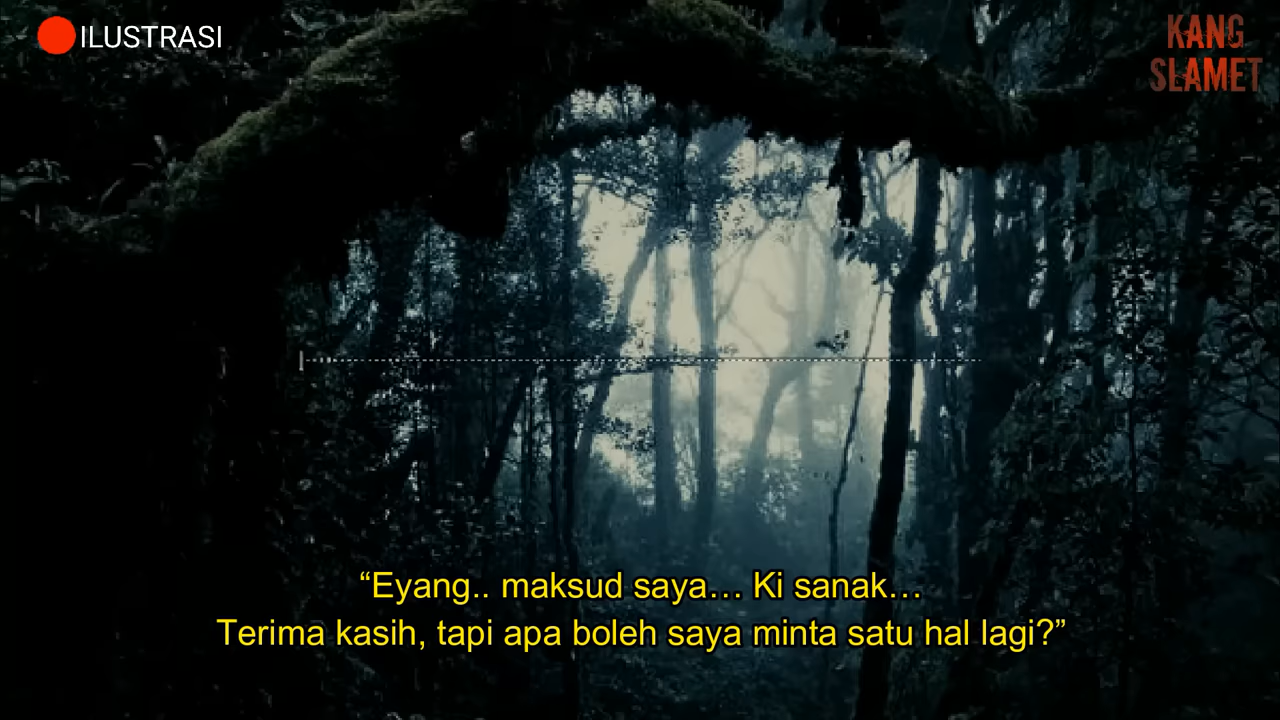 ILUSTRASI
KANG
SLAMET
“Eyang.. maksud saya… Ki sanak…
Terima kasih, tapi apa boleh saya minta satu hal lagi?”